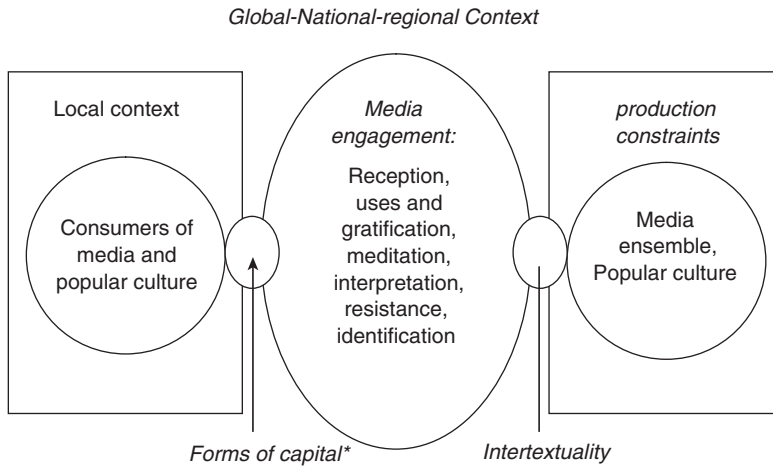 Global-National-regional Context
Local context
Consumers of
media and
popular culture
Media
engagement:
Reception,
uses and
gratification,
meditation,
interpretation,
resistance,
identification
production
constraints
Media
ensemble,
Popular culture
Forms of capital*
Intertextuality